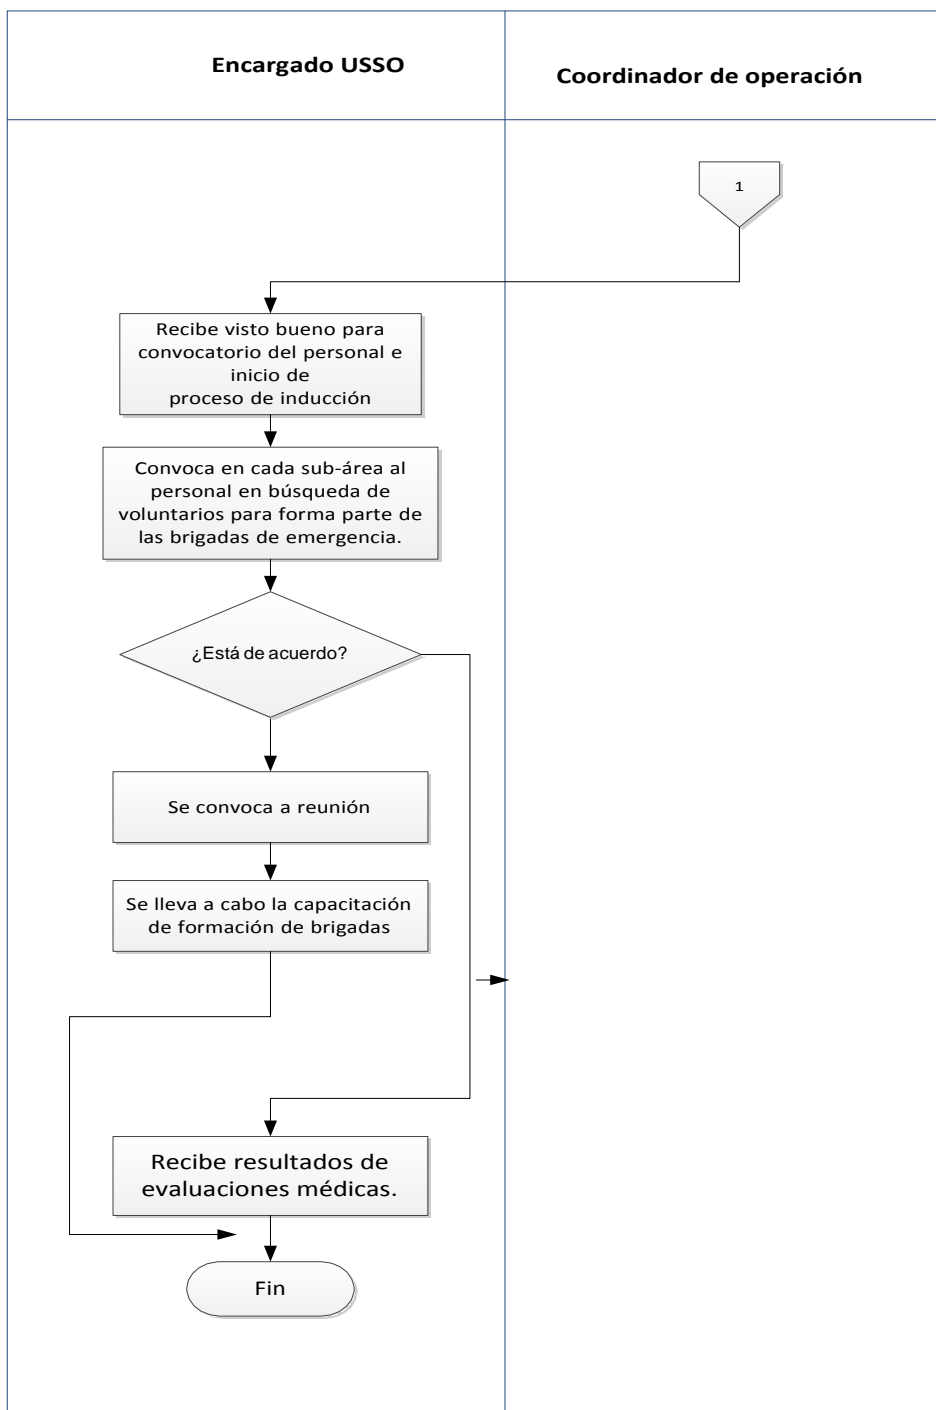 Encargado USSO
Coordinador de operación
1
Recibe visto bueno para
convocatorio del personal e
inicio de
proceso de inducción
Convoca en cada sub-área al
personal en búsqueda de
voluntarios para forma parte de
las brigadas de emergencia.
¿Está de acuerdo?
Se convoca a reunión
Se lleva a cabo la capacitación
de formación de brigadas
Recibe resultados de
evaluaciones médicas.
Fin